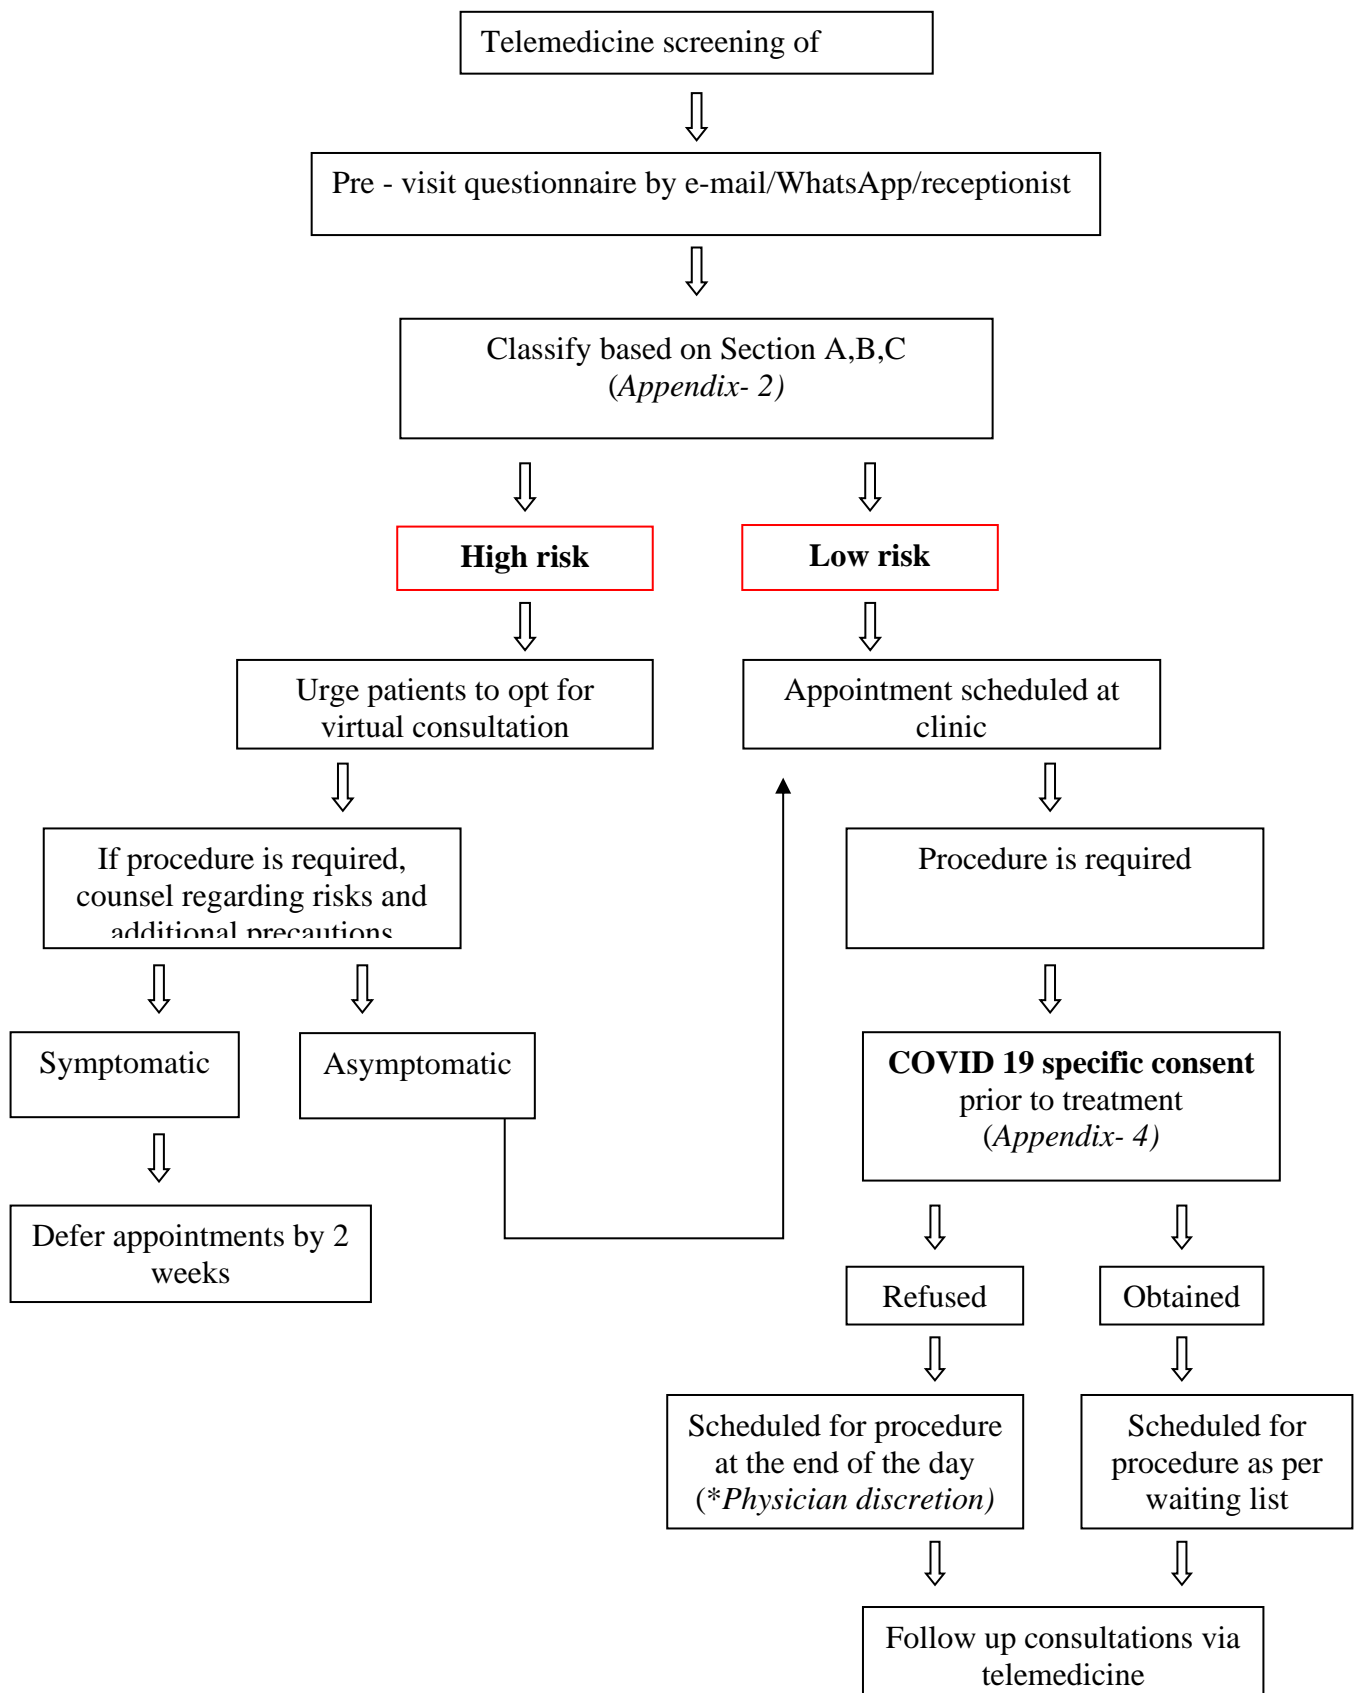 Telemedicine screening of
Pre - visit questionnaire by e-mail/WhatsApp/receptionist
Classify based on Section A,B,C
(Appendix- 2)
High risk
Low risk
Urge patients to opt for
virtual consultation
Appointment scheduled at
clinic
If procedure is required,
counsel regarding risks and
additional precautions
Procedure is required
Symptomatic
Asymptomatic
COVID 19 specific consent
prior to treatment
(Appendix- 4)
Defer appointments by 2
weeks
Refused
Obtained
Scheduled for procedure
at the end of the day
(*Physician discretion)
Scheduled for
procedure as per
waiting list
Follow up consultations via
telemedicine